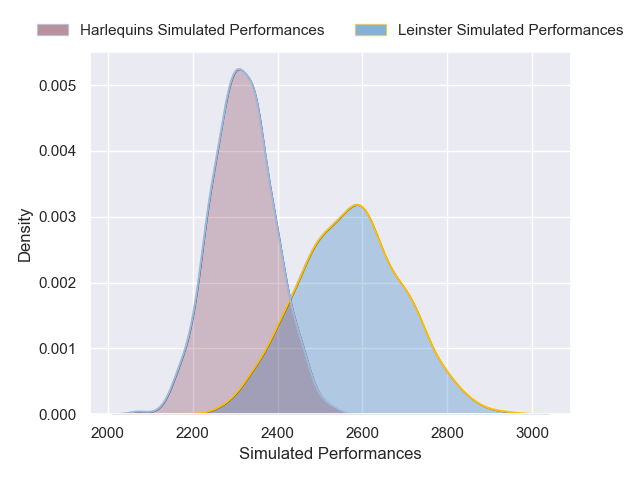 Harlequins Simulated Performances Leinster Simulated Performances
0.005
0.004
0.003
0.002
0.001
0.000
Density
2000 2200 2400 2600 2800 3000
Simulated Performances